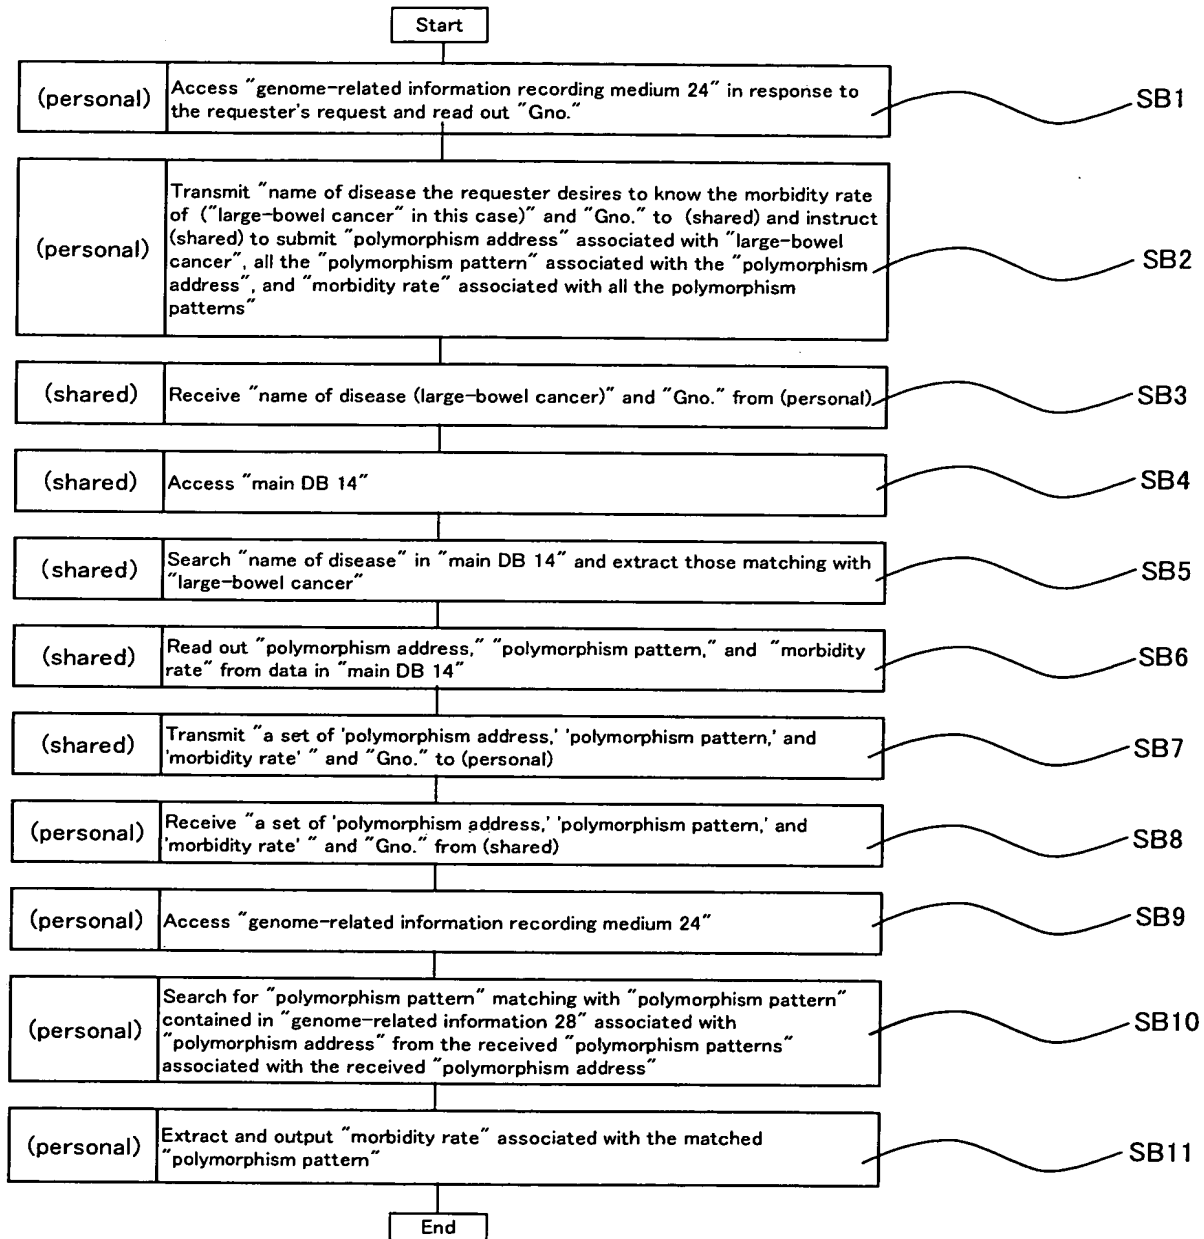 Start
(personal)
Access "genome-related information recording medium 24" in response to
the requester's request and read out "Gno."
SB1
(personal)
Transmit "name of disease the requester desires to know the morbidity rate
of ("large-bowel cancer" in this case)" and "Gno." to (shared) and instruct
(shared) to submit "polymorphism address" associated with "large-bowel
cancer", all the "polymorphism pattern" associated with the "polymorphism
address", and "morbidity rate" associated with all the polymorphism
patterns"
SB2
(shared)
Receive "name of disease (large-bowel cancer)" and "Gno." from (personal)
SB3
(shared)
Access "main DB 14"
SB4
(shared)
Search "name of disease" in "main DB 14" and extract those matching with
"large-bowel cancer"
SB5
(shared)
Read out "polymorphism address," "polymorphism pattern," and "morbidity
rate" from data in "main DB 14"
SB6
(shared)
Transmit "a set of 'polymorphism address,' 'polymorphism pattern,' and
'morbidity rate' " and "Gno." to (personal)
SB7
(personal)
Receive "a set of 'polymorphism address,' 'polymorphism pattern,' and
'morbidity rate' " and "Gno." from (shared)
SB8
(personal)
Access "genome-related information recording medium 24"
SB9
(personal)
Search for "polymorphism pattern" matching with "polymorphism pattern"
contained in "genome-related information 28" associated with
"polymorphism address" from the received "polymorphism patterns"
associated with the received "polymorphism address"
SB10
(personal)
Extract and output "morbidity rate" associated with the matched
"polymorphism pattern"
SB11
End